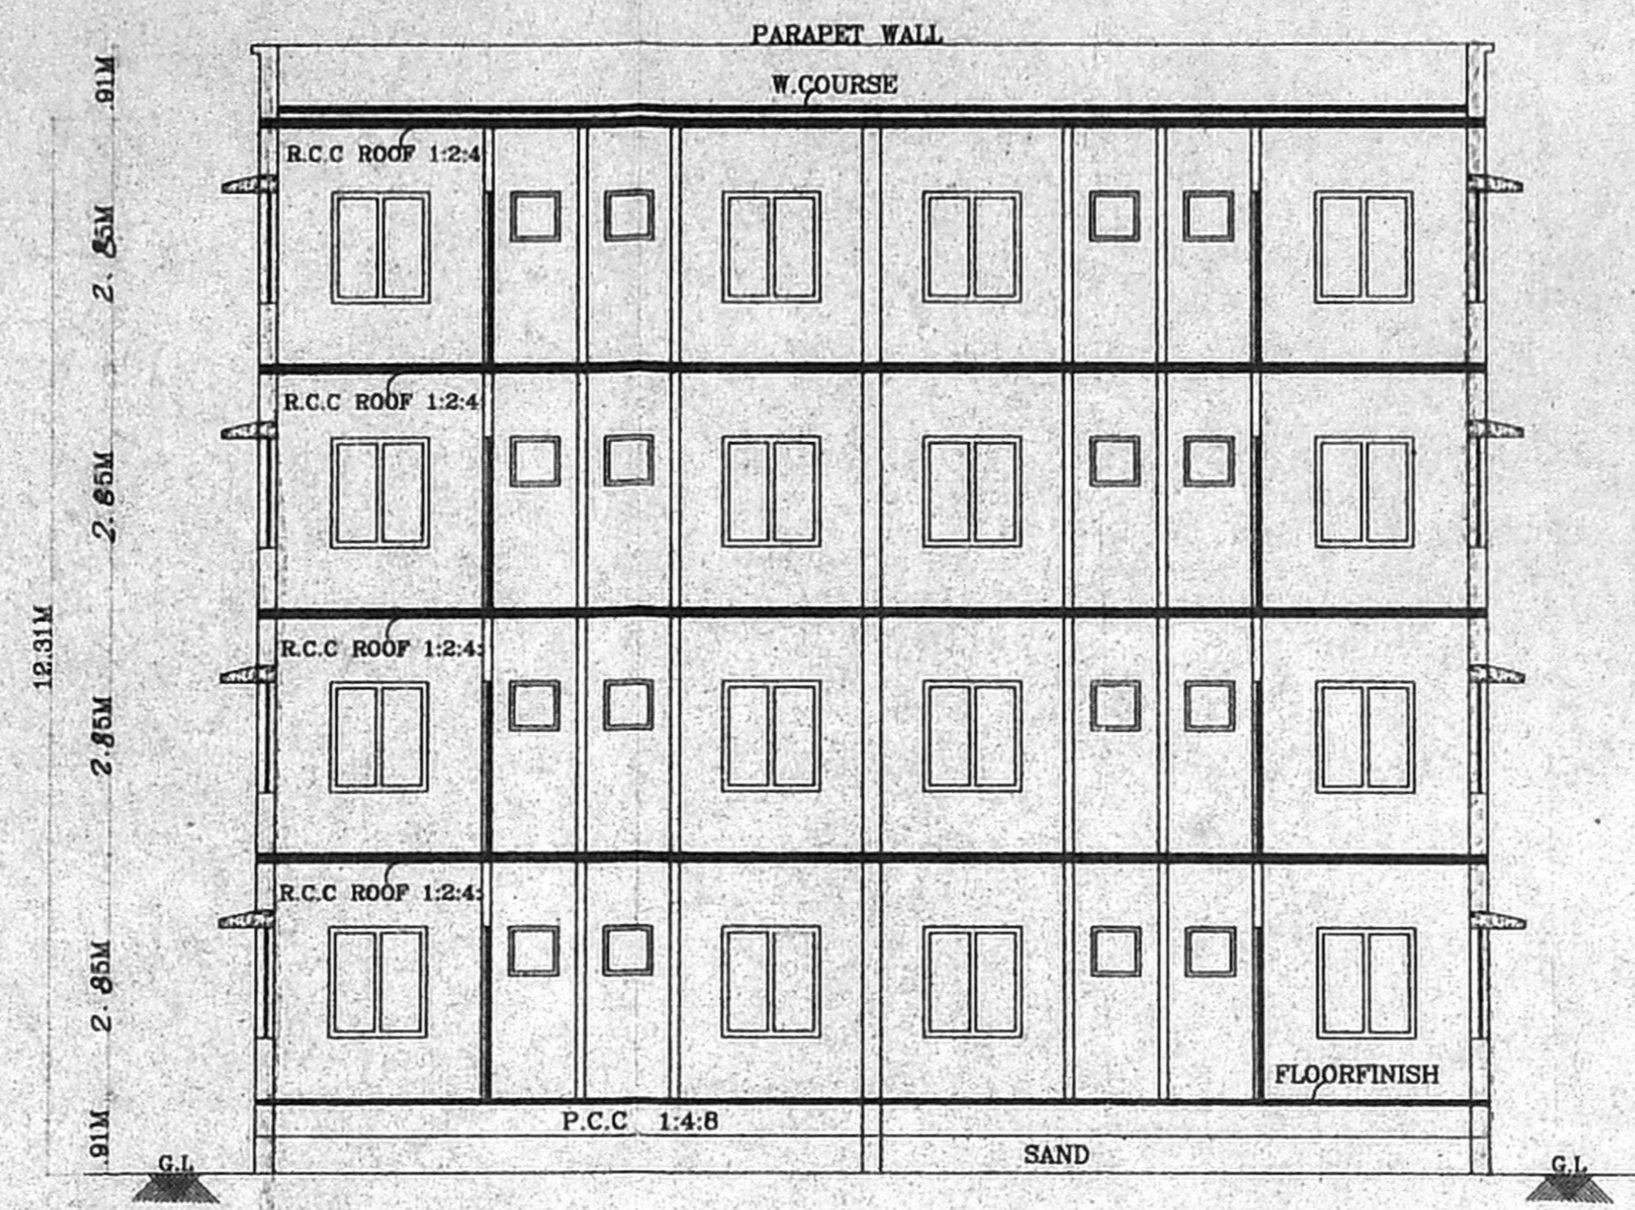 PARAPET WALL
.91M
W.COURSE
R.C.C ROOF 1:2:4
2.85M
R.C.C ROOF 1:2:4
2.85M
12.31M
R.C.C ROOF 1:2:4:
2.85M
R.C.C ROOF 1:2:4:
2.85M
FLOORFINISH
.91M
P.C.C 1:4:8
SAND
G.L
G.L